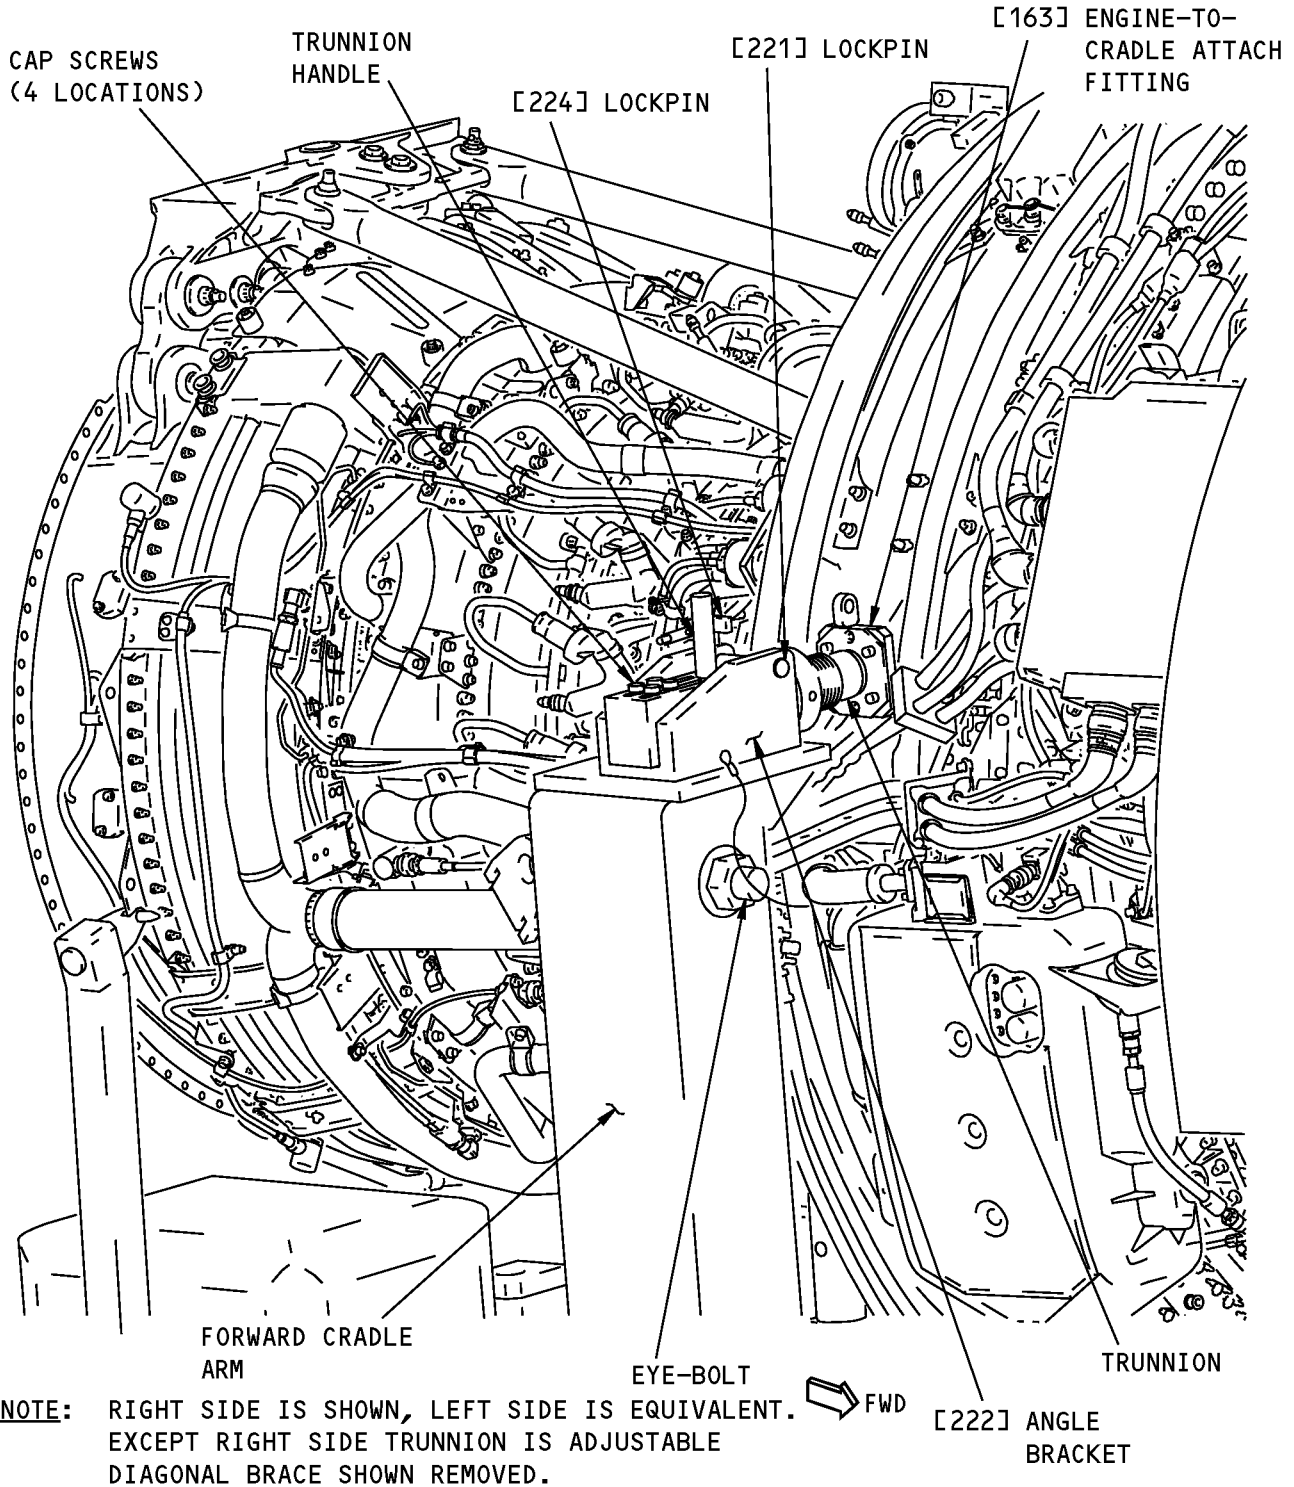 [163] ENGINE-TO-
CRADLE ATTACH
FITTING
TRUNNION
HANDLE
[221] LOCKPIN
CAP SCREWS
(4 LOCATIONS)
[224] LOCKPIN
FORWARD CRADLE
ARM
EYE-BOLT
TRUNNION
FWD
[222] ANGLE
BRACKET
NOTE: RIGHT SIDE IS SHOWN, LEFT SIDE IS EQUIVALENT.
EXCEPT RIGHT SIDE TRUNNION IS ADJUSTABLE
DIAGONAL BRACE SHOWN REMOVED.